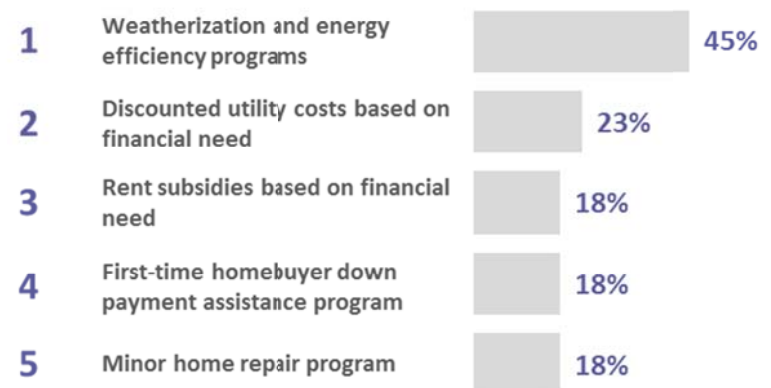 1 Weatherization and energy efficiency programs 45%
2 Discounted utility costs based on financial need 23%
3 Rent subsidies based on financial need 18%
4 First-time homebuyer down payment assistance program 18%
5 Minor home repair program 18%